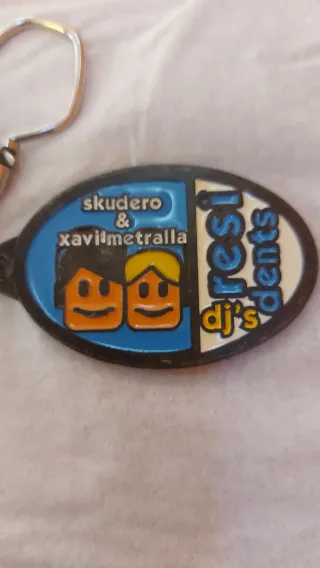 skudero
&
xavi metralla
resi
dents
dj's